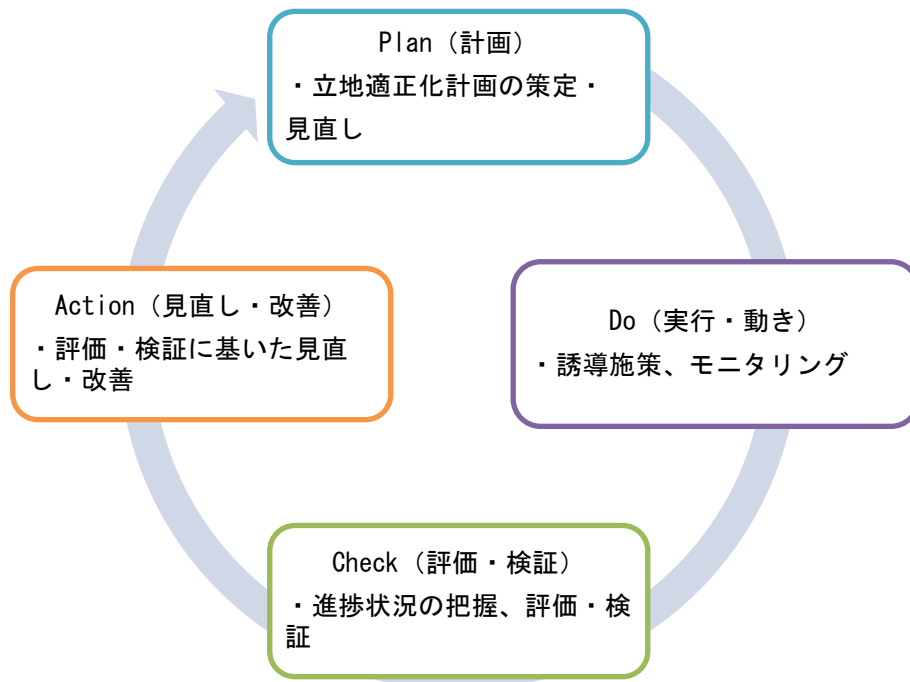 Plan（計画）
・立地適正化計画の策定・
見直し
Do（実行・動き）
・誘導施策、モニタリング
Check（評価・検証）
・進捗状況の把握、評価・検
証
Action（見直し・改善）
・評価・検証に基いた見直
し・改善